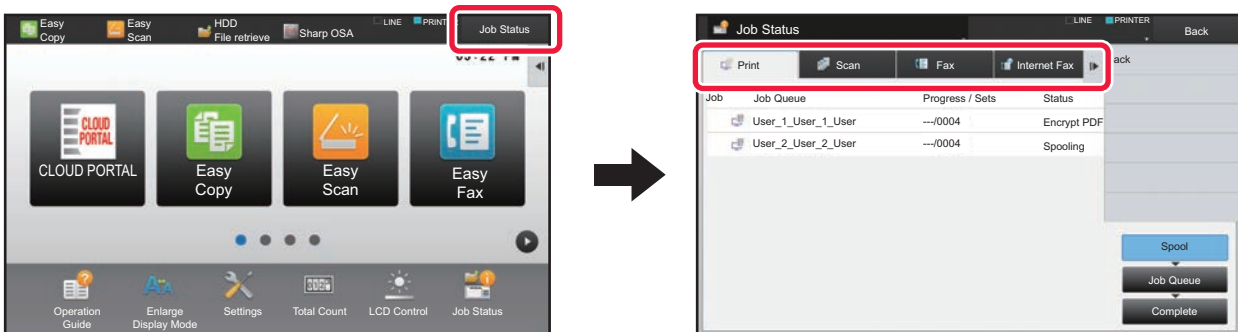 Easy
Copy
Easy
Scan
HDD
File retrieve
Sharp OSA
LINE
PRINT
Job Status
CLOUD
PORTAL
CLOUD PORTAL
Easy
Copy
Easy
Scan
Easy
Fax
Operation
Guide
Enlarge
Display Mode
Settings
Total Count
LCD Control
Job Status
Job Status
LINE
PRINTER
Back
Print
Scan
Fax
Internet Fax
ack
Job Job Queue Progress / Sets Status
User_1_User_1_User ---/0004 Encrypt PDF
User_2_User_2_User ---/0004 Spooling
Spool
Job Queue
Complete